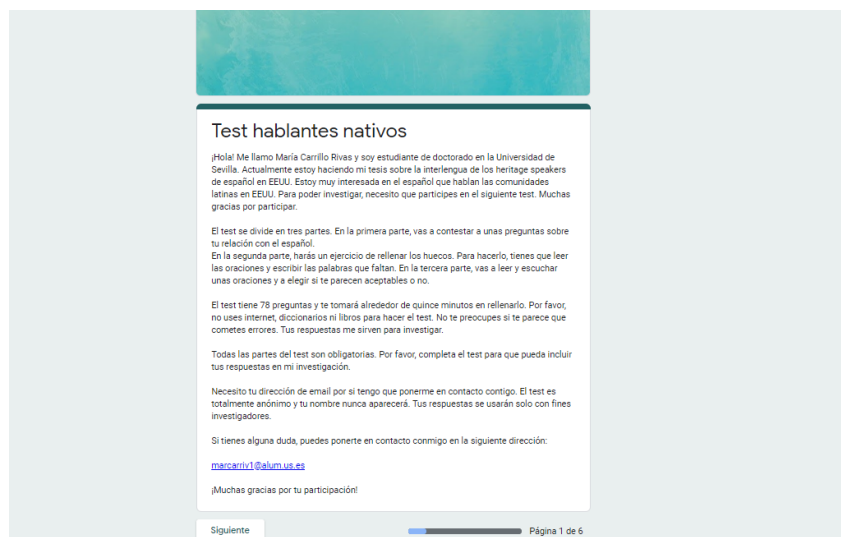 Test hablantes nativos
¡Hola! Me llamo María Carrillo Rivas y soy estudiante de doctorado en la Universidad de
Sevilla. Actualmente estoy haciendo mi tesis sobre la interlengua de los heritage speakers
de español en EEUU. Estoy muy interesada en el español que hablan las comunidades
latinas en EEUU. Para poder investigar, necesito que participes en el siguiente test. Muchas
gracias por participar.
El test se divide en tres partes. En la primera parte, vas a contestar a unas preguntas sobre
tu relación con el español.
En la segunda parte, harás un ejercicio de rellenar los huecos. Para hacerlo, tienes que leer
las oraciones y escribir las palabras que faltan. En la tercera parte, vas a leer y escuchar
unas oraciones y a elegir si te parecen aceptables o no.
El test tiene 78 preguntas y te tomará alrededor de quince minutos en rellenarlo. Por favor,
no uses internet, diccionarios ni libros para hacer el test. No te preocupes si te parece que
cometes errores. Tus respuestas me sirven para investigar.
Todas las partes del test son obligatorias. Por favor, completa el test para que pueda incluir
tus respuestas en mi investigación.
Necesito tu dirección de email por si tengo que ponerme en contacto contigo. El test es
totalmente anónimo y tu nombre nunca aparecerá. Tus respuestas se usarán solo con fines
investigadores.
Si tienes alguna duda, puedes ponerte en contacto conmigo en la siguiente dirección:
marcarriv1@alum.us.es
¡Muchas gracias por tu participación!
Siguiente
Página 1 de 6